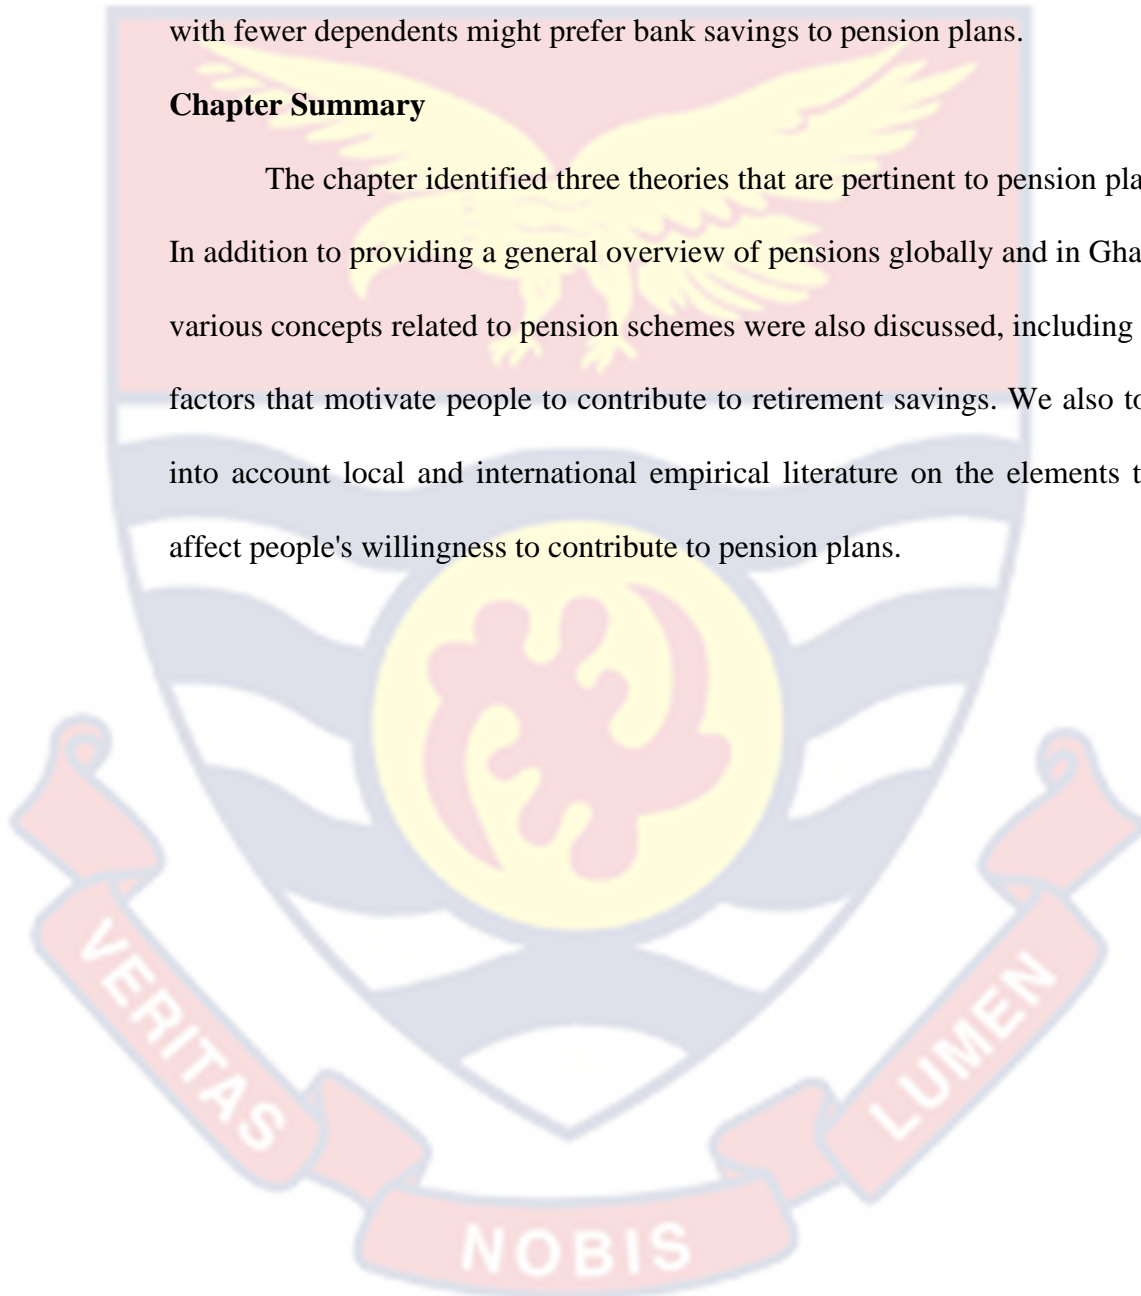 with fewer dependents might prefer bank savings to pension plans.
Chapter Summary
The chapter identified three theories that are pertinent to pension pla
In addition to providing a general overview of pensions globally and in Gha
various concepts related to pension schemes were also discussed, including
factors that motivate people to contribute to retirement savings. We also to
into account local and international empirical literature on the elements t
affect people's willingness to contribute to pension plans.
VERITAS
NOBIS
LUMEN